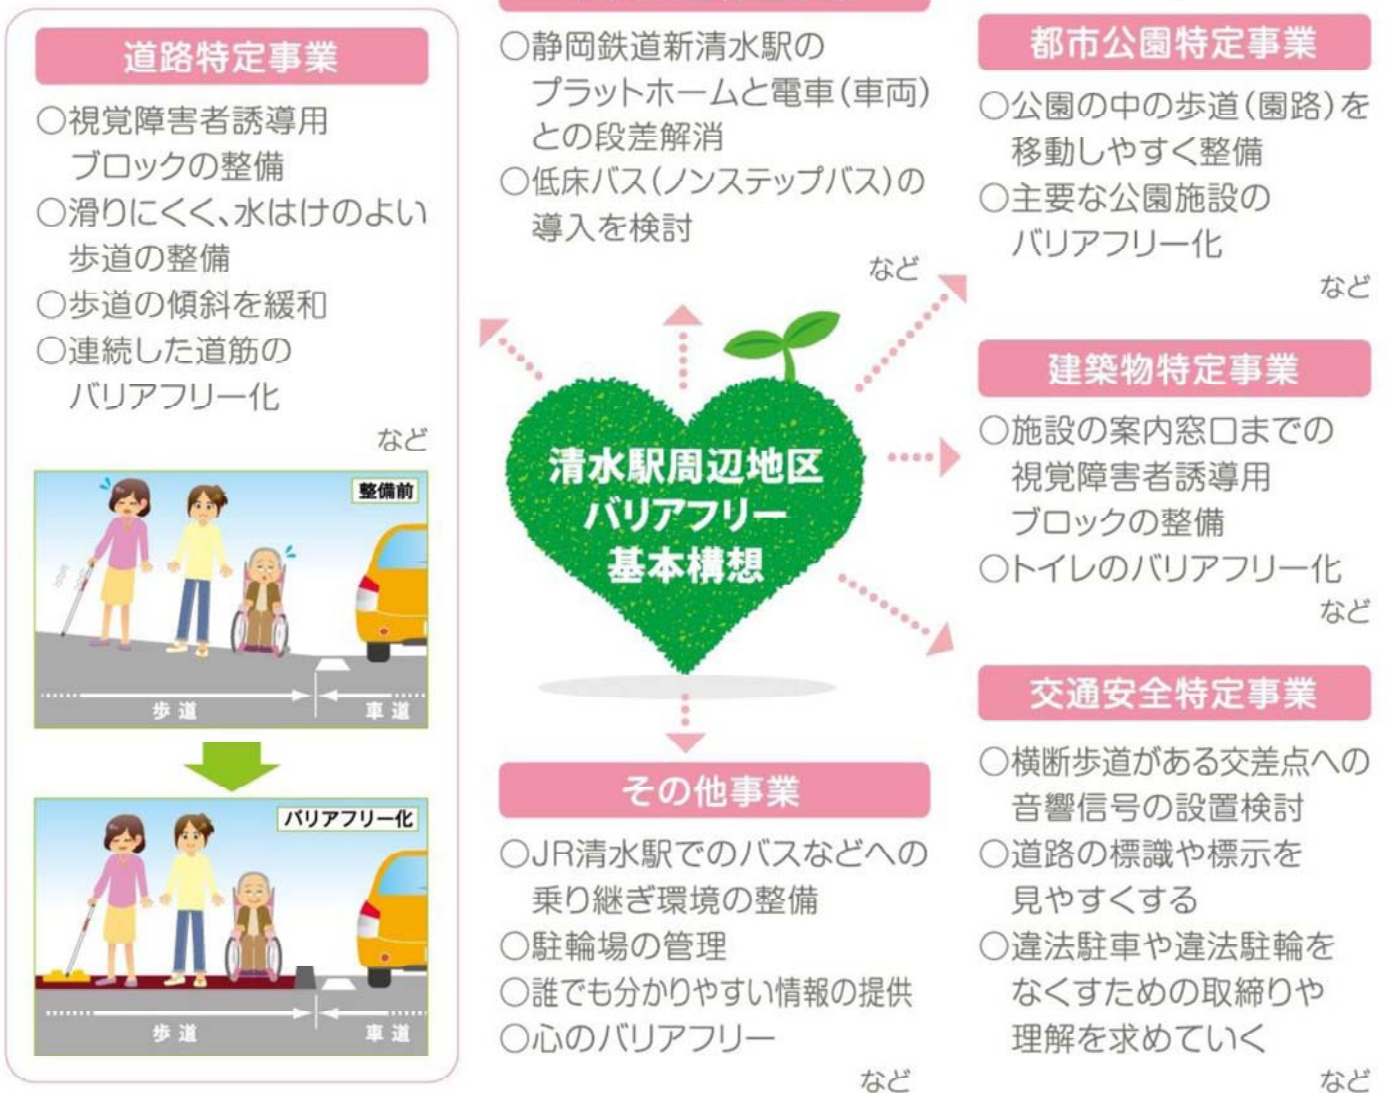 道路特定事業
○視覚障害者誘導用
ブロックの整備
○滑りにくく、水はけのよい
歩道の整備
○歩道の傾斜を緩和
○連続した道筋の
バリアフリー化
など
整備前
歩道
車道
バリアフリー化
歩道
車道
○静岡鉄道新清水駅の
プラットホームと電車(車両)
との段差解消
○低床バス(ノンステップバス)の
導入を検討
など
清水駅周辺地区
バリアフリー
基本構想
その他事業
○JR清水駅でのバスなどへの
乗り継ぎ環境の整備
○駐輪場の管理
○誰でも分かりやすい情報の提供
○心のバリアフリー
など
都市公園特定事業
○公園の中の歩道(園路)を
移動しやすく整備
○主要な公園施設の
バリアフリー化
など
建築物特定事業
○施設の案内窓口までの
視覚障害者誘導用
ブロックの整備
○トイレのバリアフリー化
など
交通安全特定事業
○横断歩道がある交差点への
音響信号の設置検討
○道路の標識や標示を
見やすくする
○違法駐車や違法駐輪を
なくすための取締りや
理解を求めていく
など